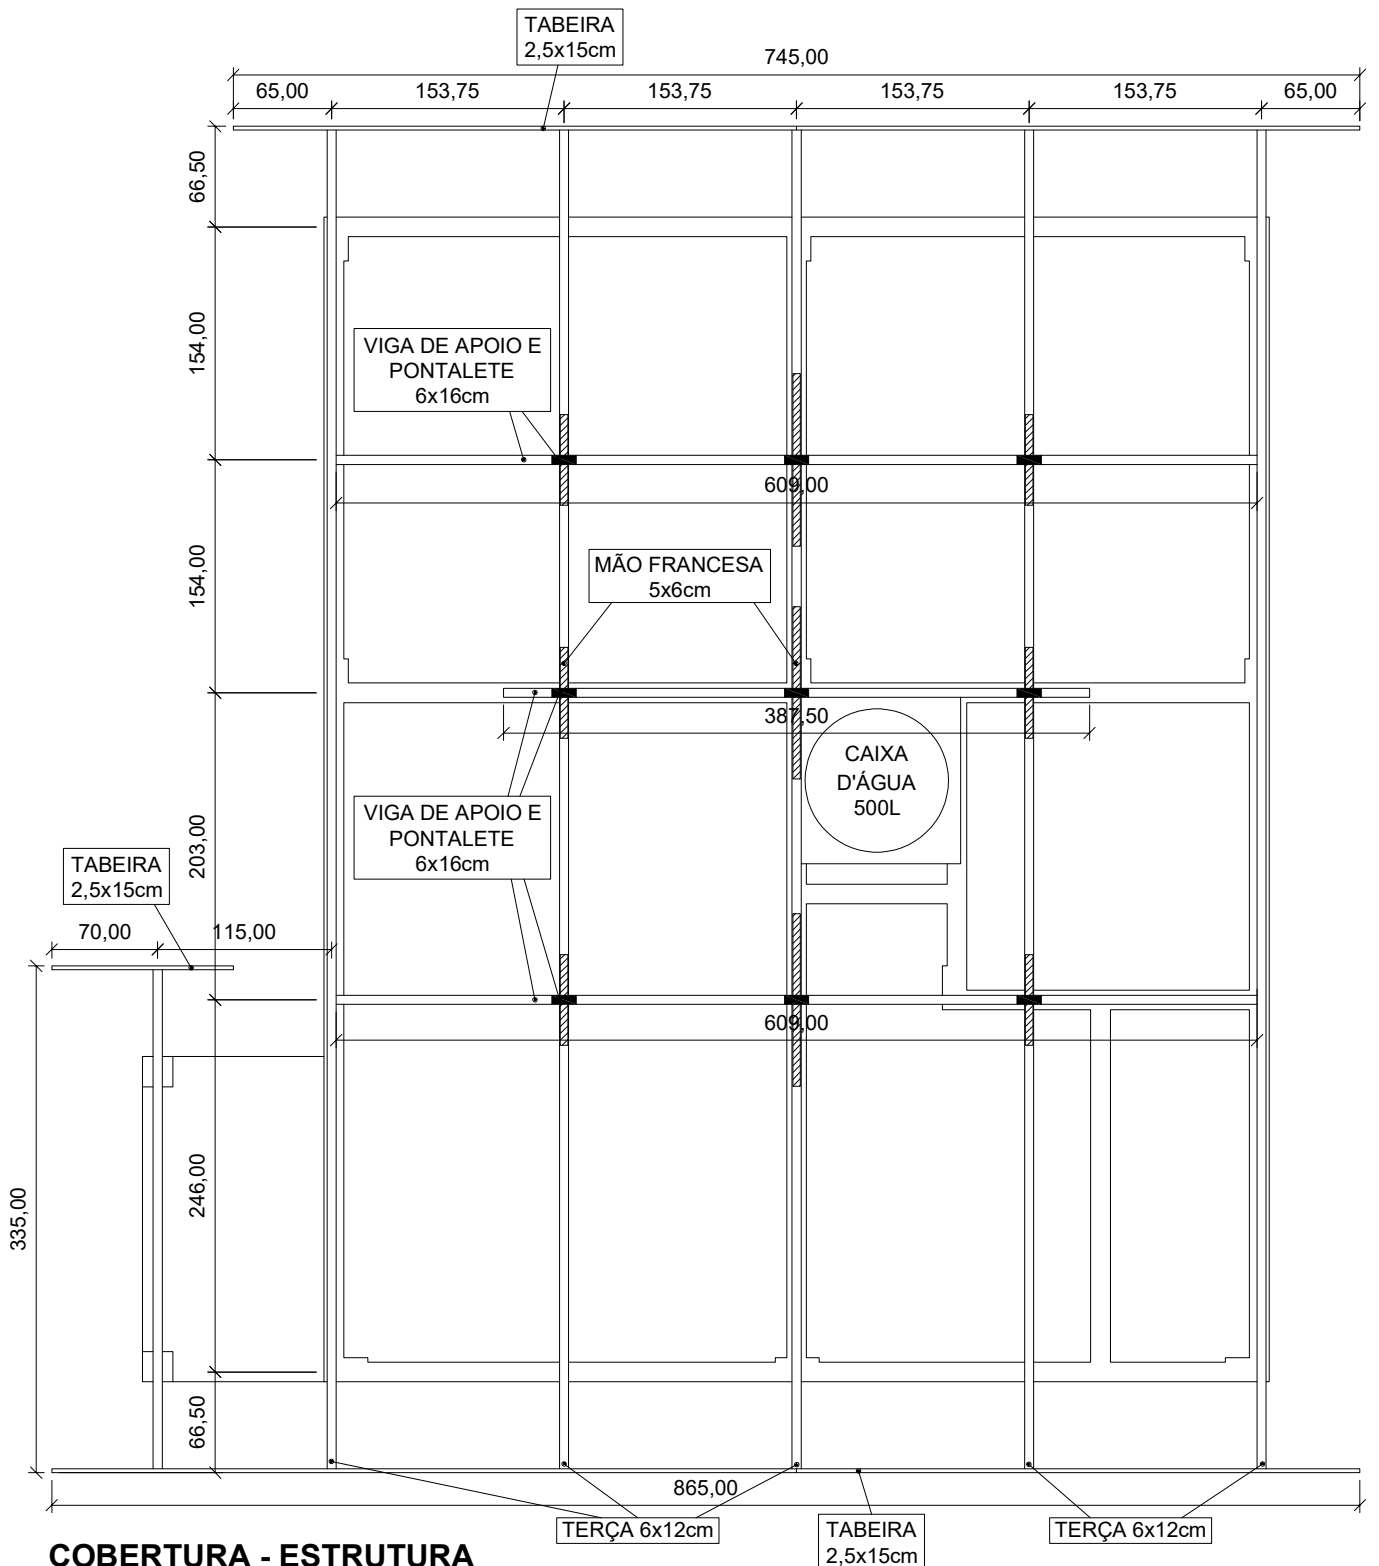 TABEIRA
2,5x15cm
745,00
65,00
153,75
153,75
153,75
153,75
65,00
66,50
154,00
VIGA DE APOIO E
PONTALETE
6x16cm
609,00
154,00
MÃO FRANCESA
5x6cm
387,50
CAIXA
D'ÁGUA
500L
VIGA DE APOIO E
PONTALETE
6x16cm
203,00
TABEIRA
2,5x15cm
70,00
115,00
609,00
246,00
335,00
66,50
865,00
TERÇA 6x12cm
TABEIRA
2,5x15cm
TERÇA 6x12cm
COBERTURA - ESTRUTURA